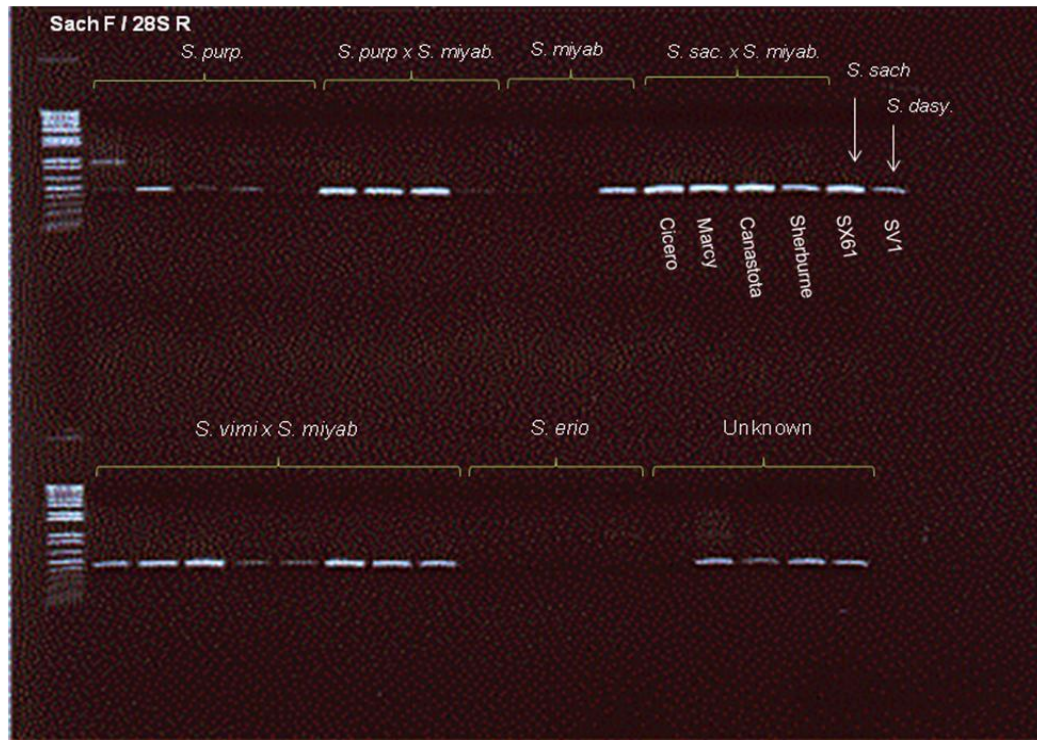 Sach F / 28S R
S. purp.
S. purp x S. miyab.
S. miyab
S. sac. x S. miyab.
S. sach
S. dasy.
Cicero
Marcy
Canastota
Sherburne
SX61
SV1
S. vimi x S. miyab
S. erio
Unknown